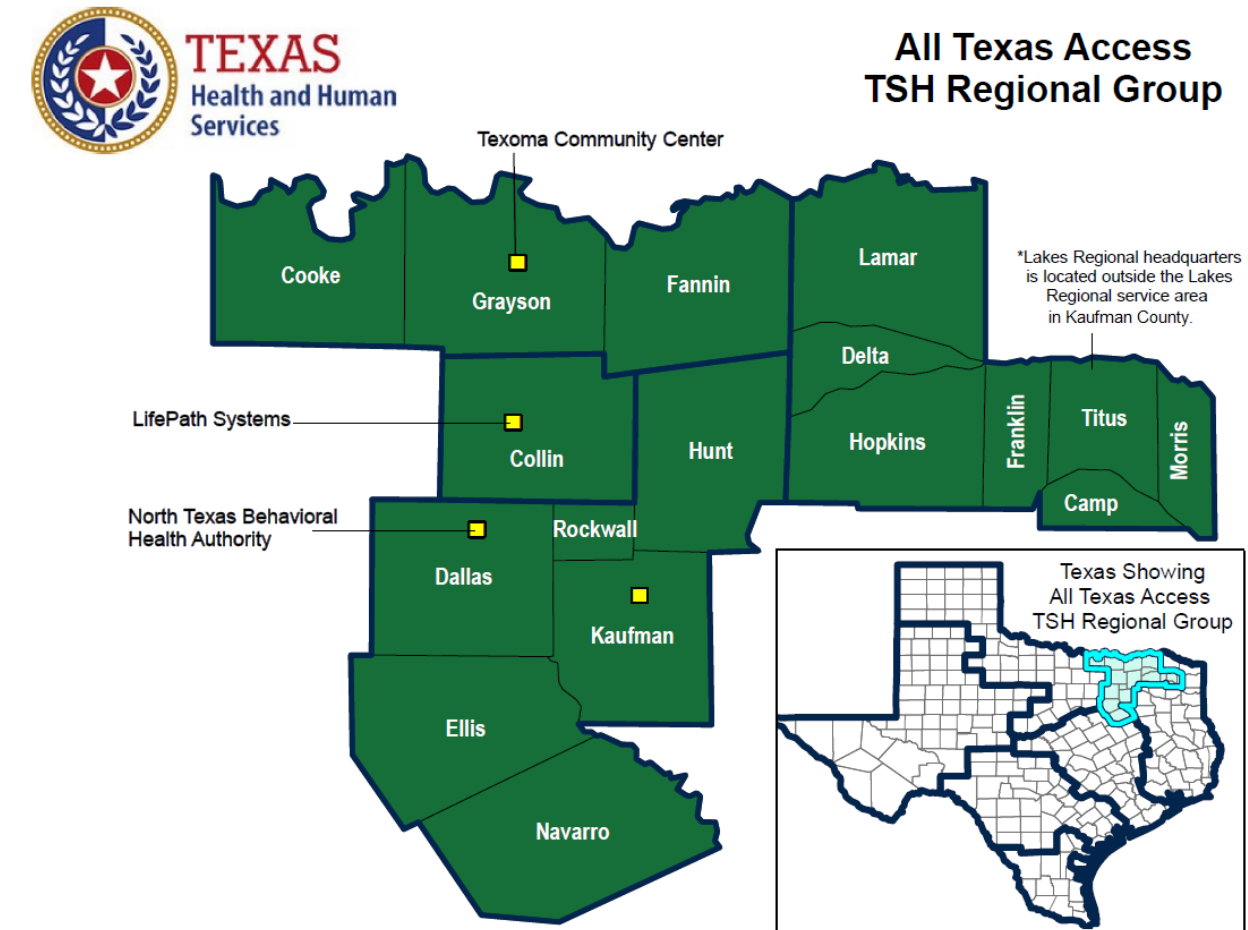 TEXAS
Health and Human
Services
All Texas Access
TSH Regional Group
Texoma Community Center
Cooke
Grayson
Fannin
Lamar
*Lakes Regional headquarters
is located outside the Lakes
Regional service area
in Kaufman County.
Delta
LifePath Systems
Collin
Hunt
Hopkins
Franklin
Titus
Morris
Camp
North Texas Behavioral
Health Authority
Rockwall
Dallas
Kaufman
Ellis
Navarro
Texas Showing
All Texas Access
TSH Regional Group